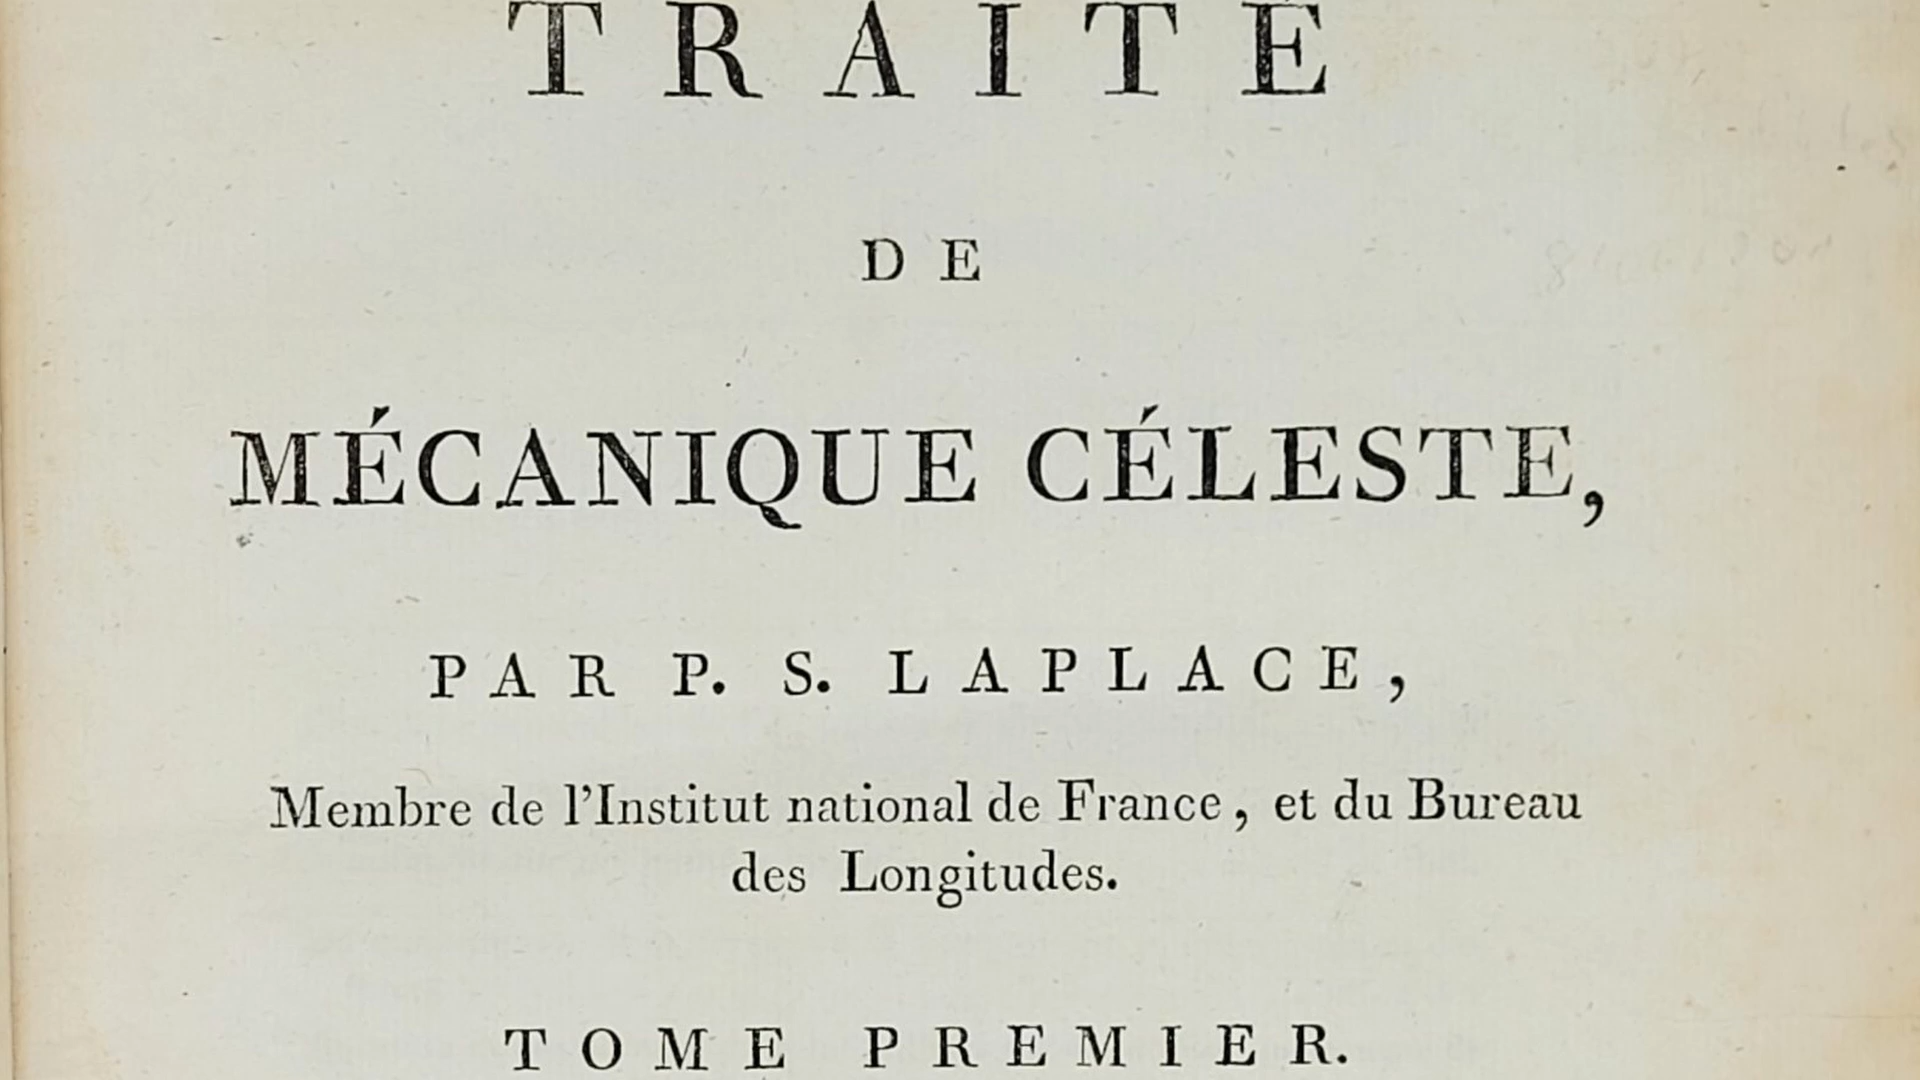 TRAITÉ
DE
MÉCANIQUE CÉLESTE,
PAR P. S. LAPLACE,
Membre de l'Institut national de France, et du Bureau
des Longitudes.
TOME PREMIER.